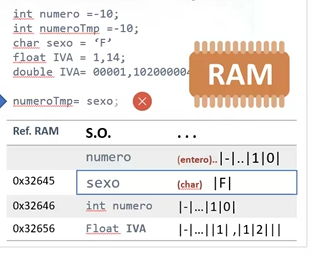 int numero =-10;
int numeroTmp =-10;
char sexo = ‘F’
float IVA = 1,14;
double IVA= 00001,10200000
RAM
numeroTmp= sexo;
Ref. RAM S.O. ...
numero (entero)..|-|..|1|0|
0x32645 sexo (char) |F|
0x32646 int numero |-|...|1|0|
0x32656 Float IVA |-|...||1| ,|1|2|||